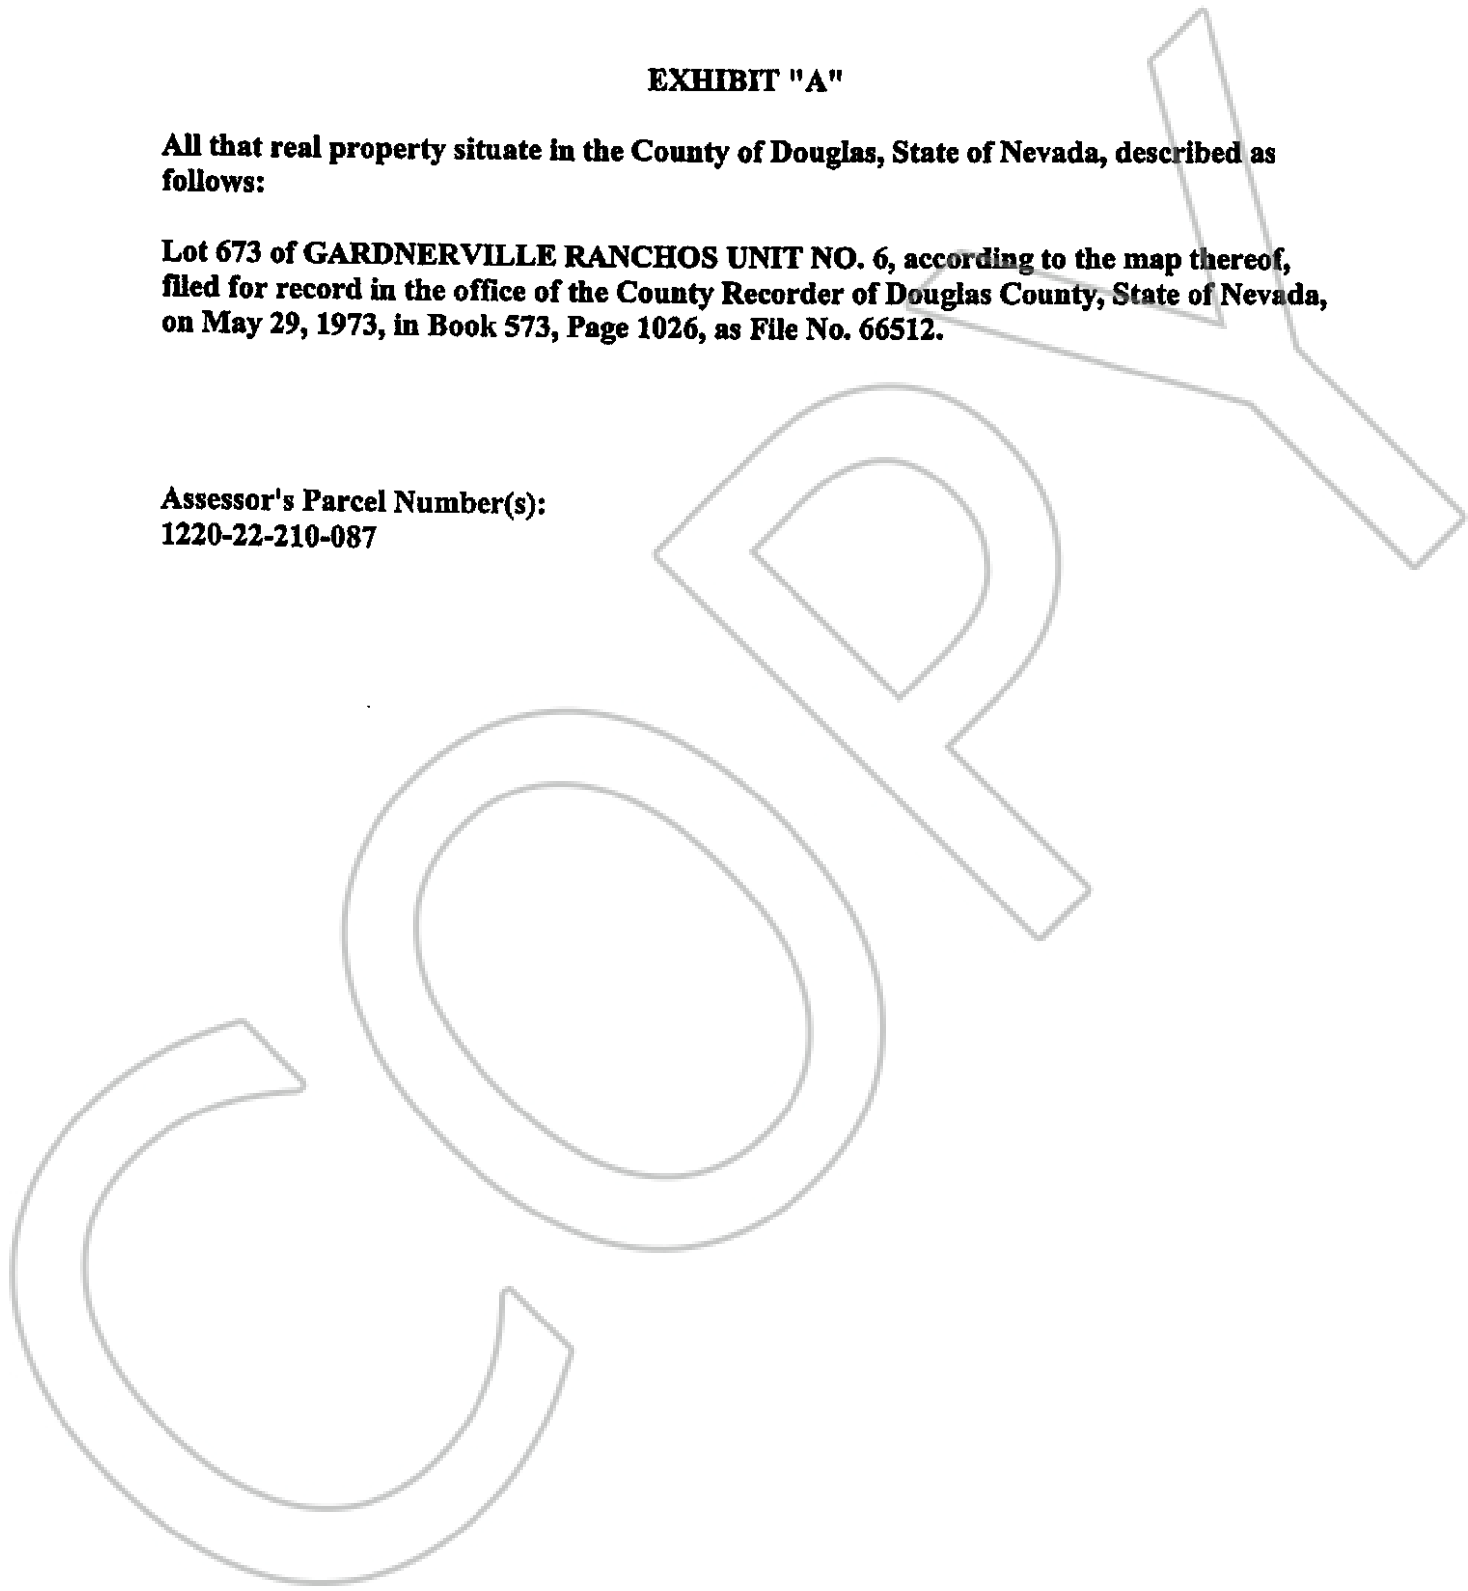 EXHIBIT "A"
All that real property situate in the County of Douglas, State of Nevada, described as
follows:
Lot 673 of GARDNERVILLE RANCHOS UNIT NO. 6, according to the map thereof,
filed for record in the office of the County Recorder of Douglas County, State of Nevada,
on May 29, 1973, in Book 573, Page 1026, as File No. 66512.
Assessor's Parcel Number(s):
1220-22-210-087
COPY